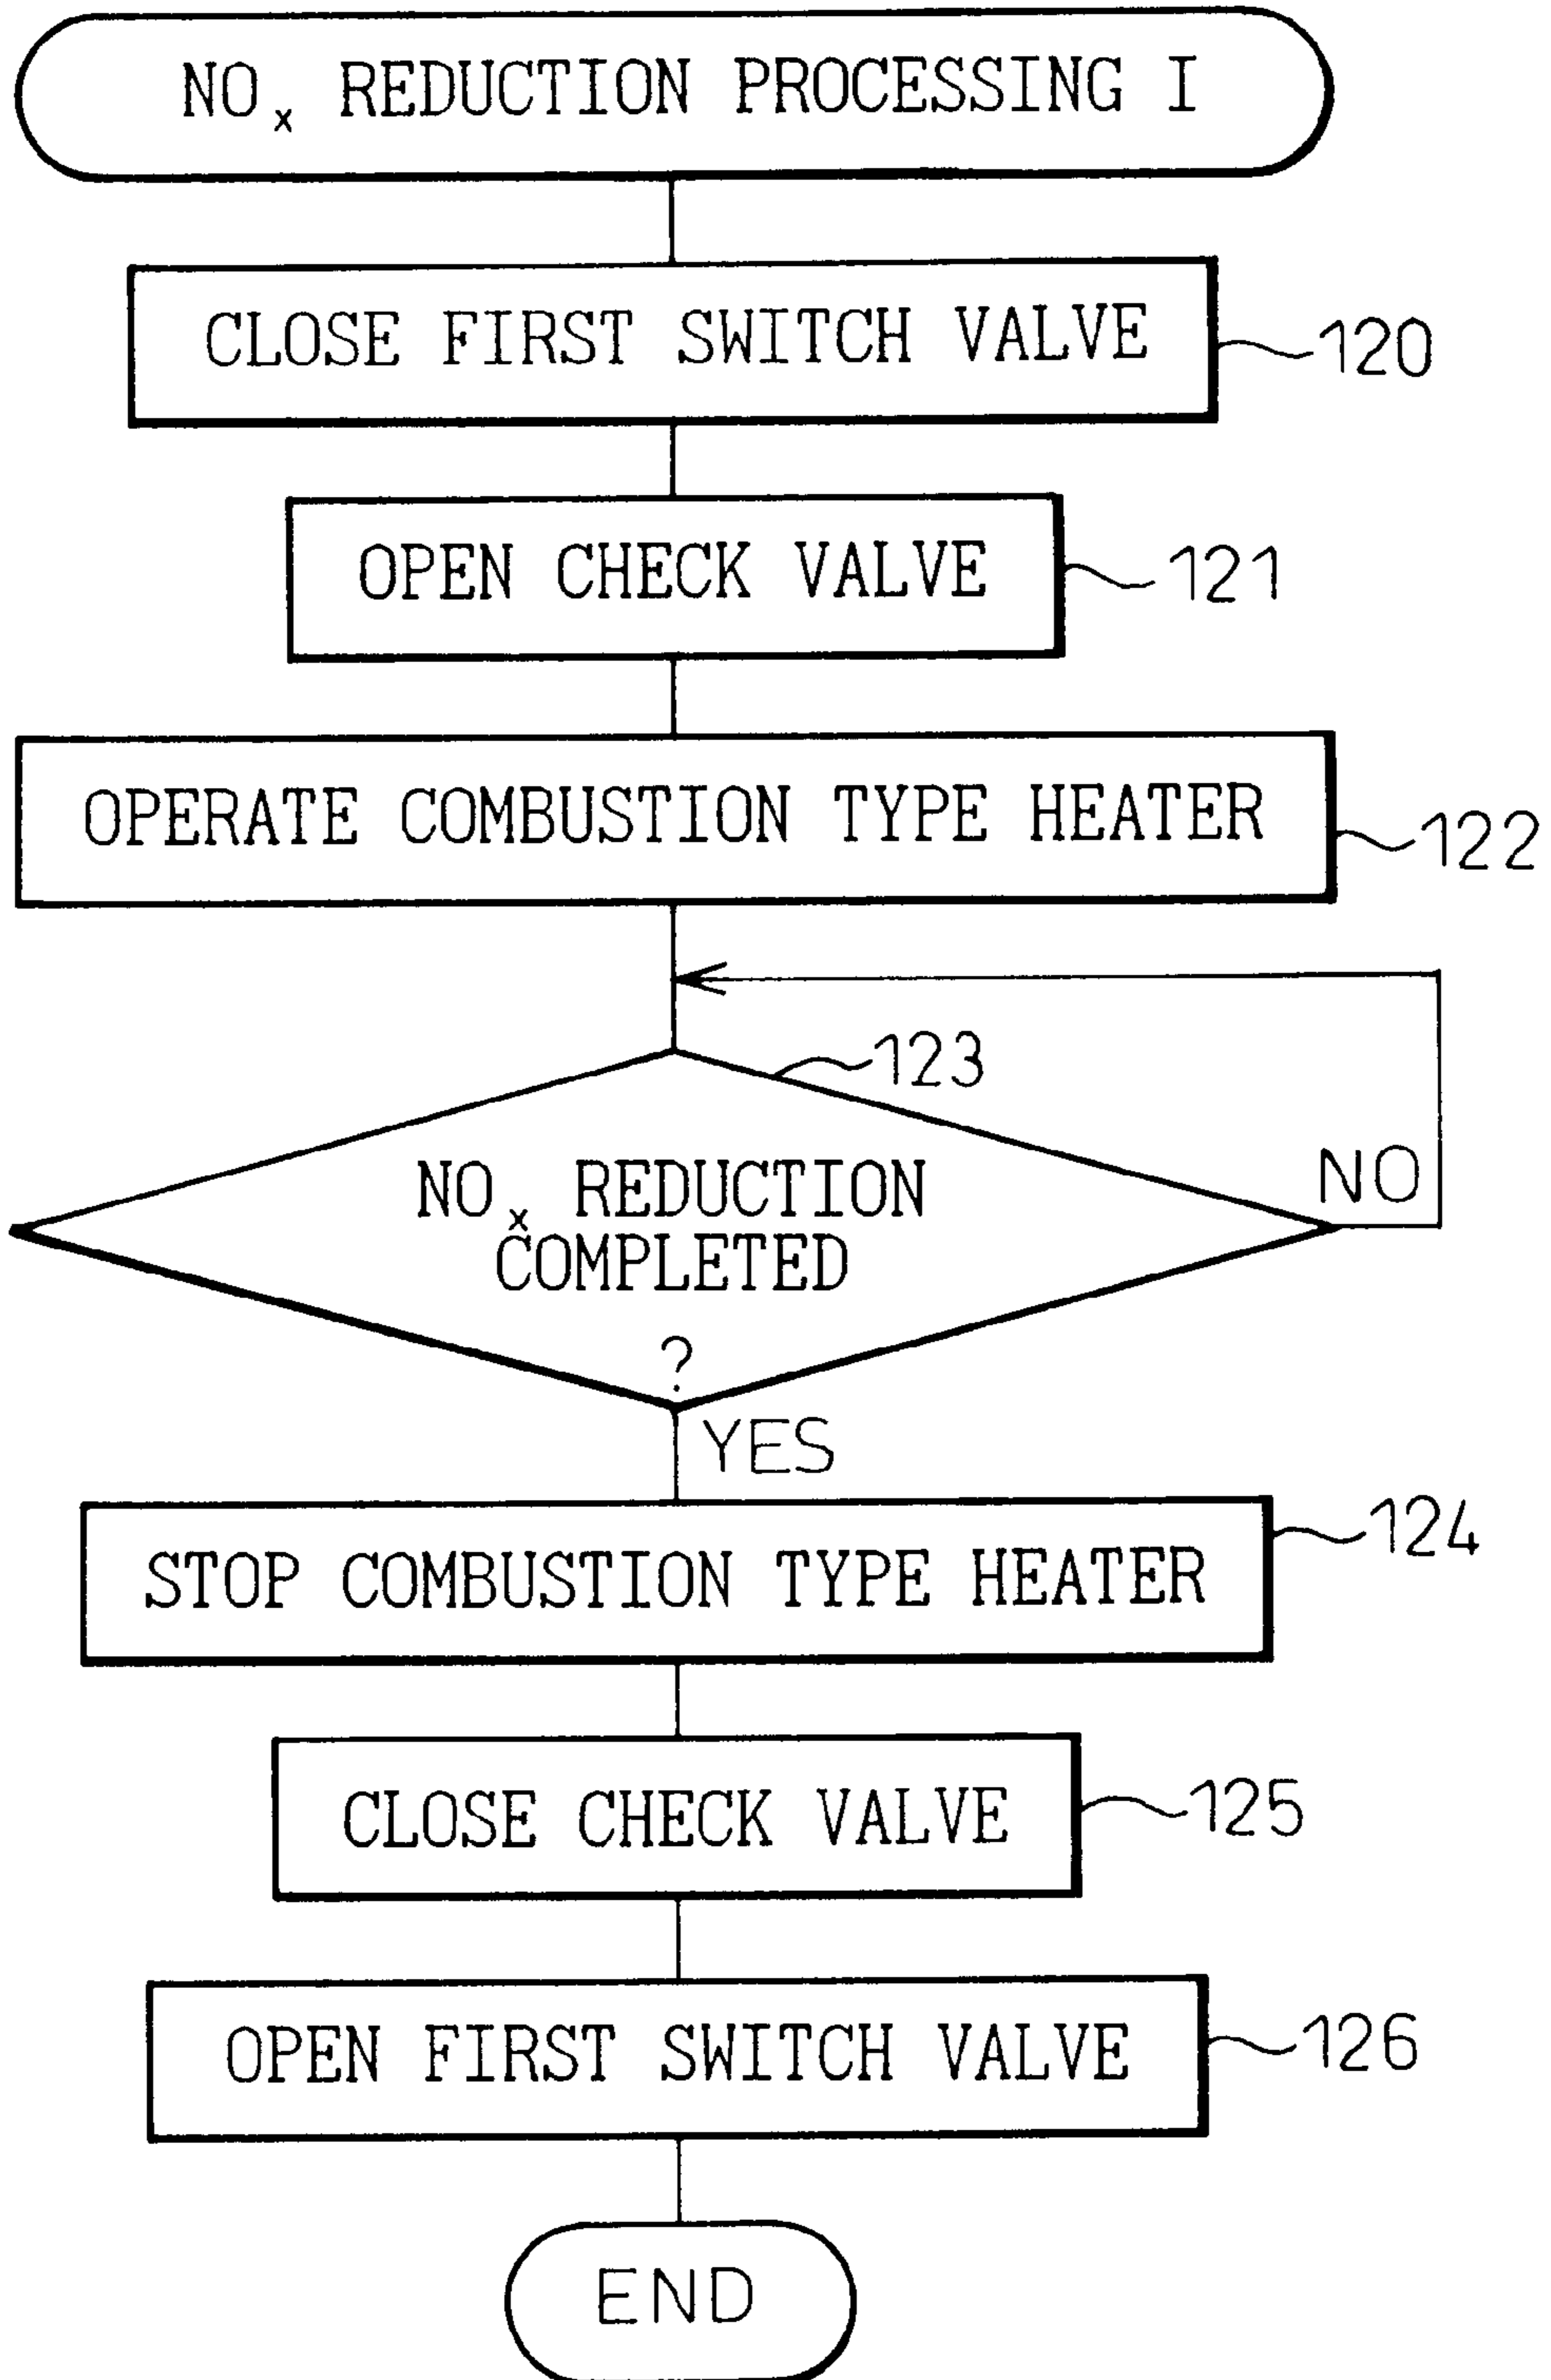 NOx REDUCTION PROCESSING I
CLOSE FIRST SWITCH VALVE
120
OPEN CHECK VALVE
121
OPERATE COMBUSTION TYPE HEATER
122
123
NOx REDUCTION
NO
COMPLETED
?
YES
STOP COMBUSTION TYPE HEATER
124
CLOSE CHECK VALVE
125
OPEN FIRST SWITCH VALVE
126
END